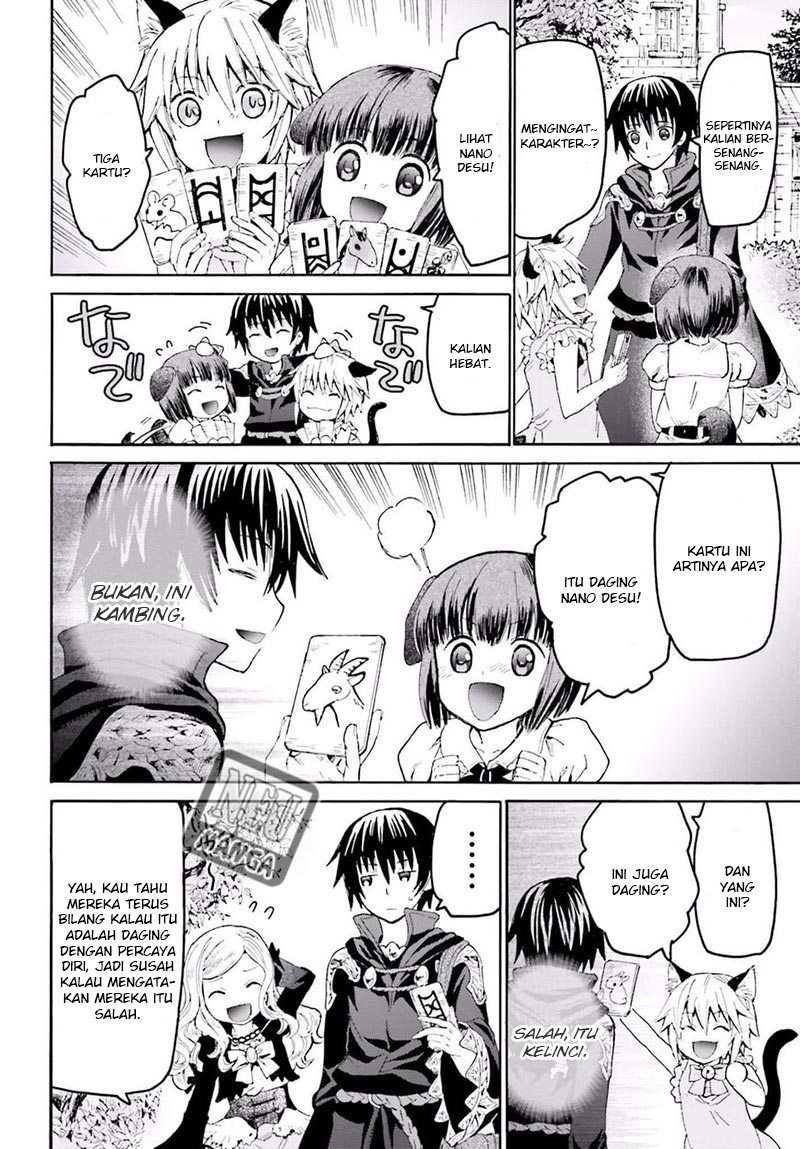 SEPERTINYA
KALIAN BER-
SENANG-
SENANG.
MENGINGAT~
KARAKTER~?
LIHAT
NANO
DESU!
TIGA
KARTU?
KALIAN
HEBAT.
なで
なで
KARTU INI
ARTINYA APA?
ITU DAGING
NANO DESU!
BUKAN, INI
KAMBING.
DAN
YANG
INI?
INI JUGA
DAGING?
SALAH, ITU
KELINCI.
......
YAH, KAU TAHU
MEREKA TERUS
BILANG KALAU ITU
ADALAH DAGING
DENGAN PERCAYA
DIRI, JADI SUSAH
KALAU MENGATA-
KAN MEREKA ITU
SALAH.
NEU
MANGA